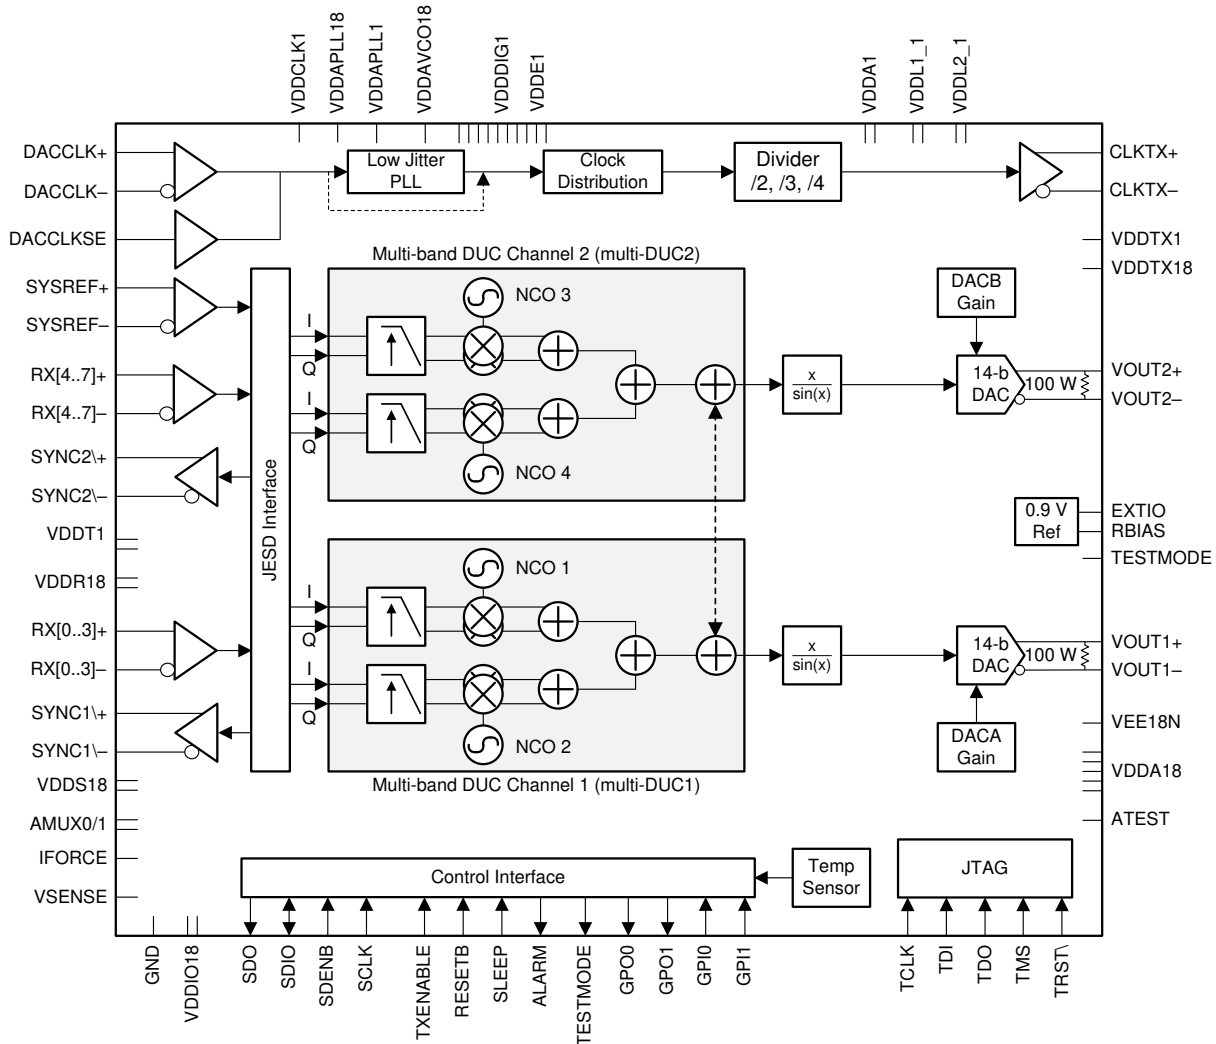 VDDCLK1
VDDAPLL18
VDDAPLL1
VDDAVCO18
VDDDIG1
VDDE1
VDDA1
VDDL1_1
VDDL2_1
DACCLK+
DACCLK–
DACCLKSE
SYSREF+
SYSREF–
RX[4..7]+
RX[4..7]–
SYNC2\+
SYNC2\–
VDDT1
VDDR18
RX[0..3]+
RX[0..3]–
SYNC1\+
SYNC1\–
VDDS18
AMUX0/1
IFORCE
VSENSE
Low Jitter
PLL
Clock
Distribution
Divider
/2, /3, /4
JESD Interface
Multi-band DUC Channel 2 (multi-DUC2)
I
Q
I
Q
NCO 3
NCO 4
x
sin(x)
DACB
Gain
14-b
DAC
100 W
I
Q
I
Q
NCO 1
NCO 2
Multi-band DUC Channel 1 (multi-DUC1)
x
sin(x)
14-b
DAC
100 W
DACA
Gain
0.9 V
Ref
CLKTX+
CLKTX–
VDDTX1
VDDTX18
VOUT2+
VOUT2–
EXTIO
RBIAS
TESTMODE
VOUT1+
VOUT1–
VEE18N
VDDA18
ATEST
Control Interface
Temp
Sensor
JTAG
GND
VDDIO18
SDO
SDIO
SDENB
SCLK
TXENABLE
RESETB
SLEEP
ALARM
TESTMODE
GPO0
GPO1
GPI0
GPI1
TCLK
TDI
TDO
TMS
TRST\